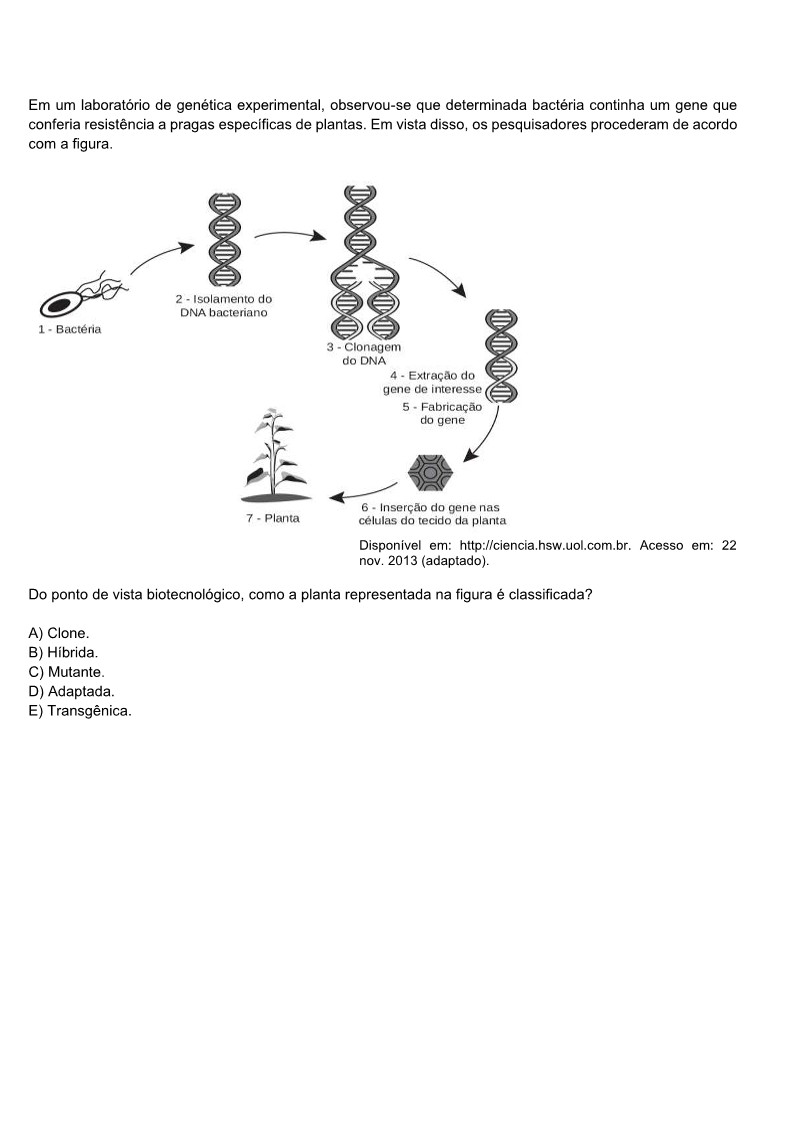 Em um laboratório de genética experimental, observou-se que determinada bactéria continha um gene que
conferia resistência a pragas específicas de plantas. Em vista disso, os pesquisadores procederam de acordo
com a figura.
1 - Bactéria
2 - Isolamento do
DNA bacteriano
3 - Clonagem
do DNA
4 - Extração do
gene de interesse
5 - Fabricação
do gene
6 - Inserção do gene nas
células do tecido da planta
7 - Planta
Disponível em: http://ciencia.hsw.uol.com.br. Acesso em: 22
nov. 2013 (adaptado).
Do ponto de vista biotecnológico, como a planta representada na figura é classificada?
A) Clone.
B) Híbrida.
C) Mutante.
D) Adaptada.
E) Transgênica.